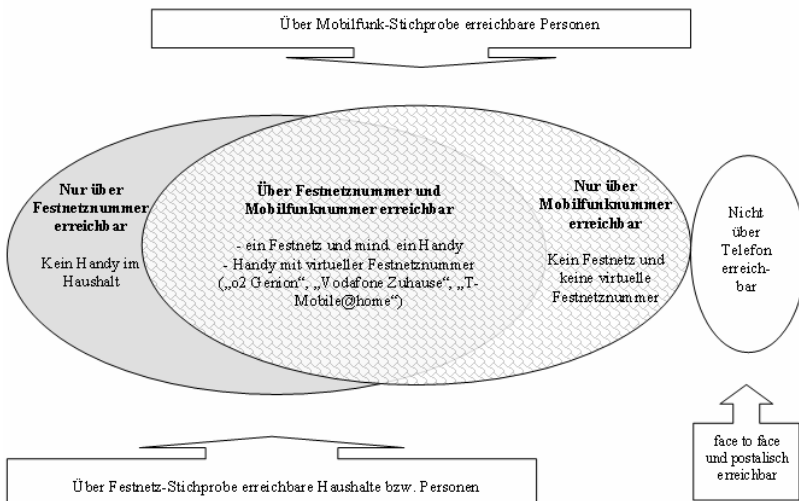 Über Mobilfunk-Stichprobe erreichbare Personen
Nur über
Festnetznummer
erreichbar
Kein Handy im
Haushalt
Über Festnetznummer und
Mobilfunknummer erreichbar
- ein Festnetz und mind. ein Handy
- Handy mit virtueller Festnetznummer
(„o2 Genion“, „Vodafone Zuhause“, „T-
Mobile@home“)
Nur über
Mobilfunknummer
erreichbar
Kein Festnetz und
keine virtuelle
Festnetznummer
Nicht
über
Telefon
erreich-
bar
face to face
und postalisch
erreichbar
Über Festnetz-Stichprobe erreichbare Haushalte bzw. Personen